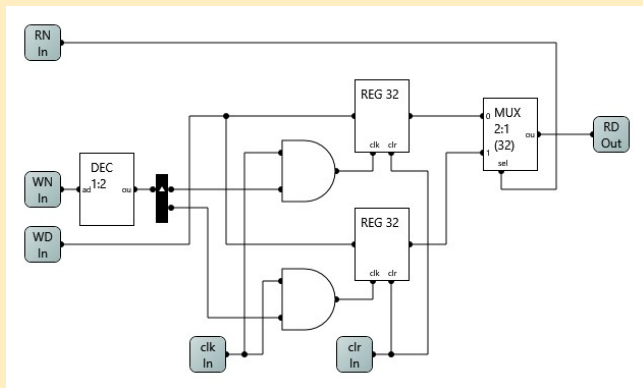 RN
In
REG 32
clk clr
MUX
2:1
(32)
0
1
ou
sel
RD
Out
DEC
1:2
ad
ou
WN
In
WD
In
REG 32
clk clr
clk
In
clr
In